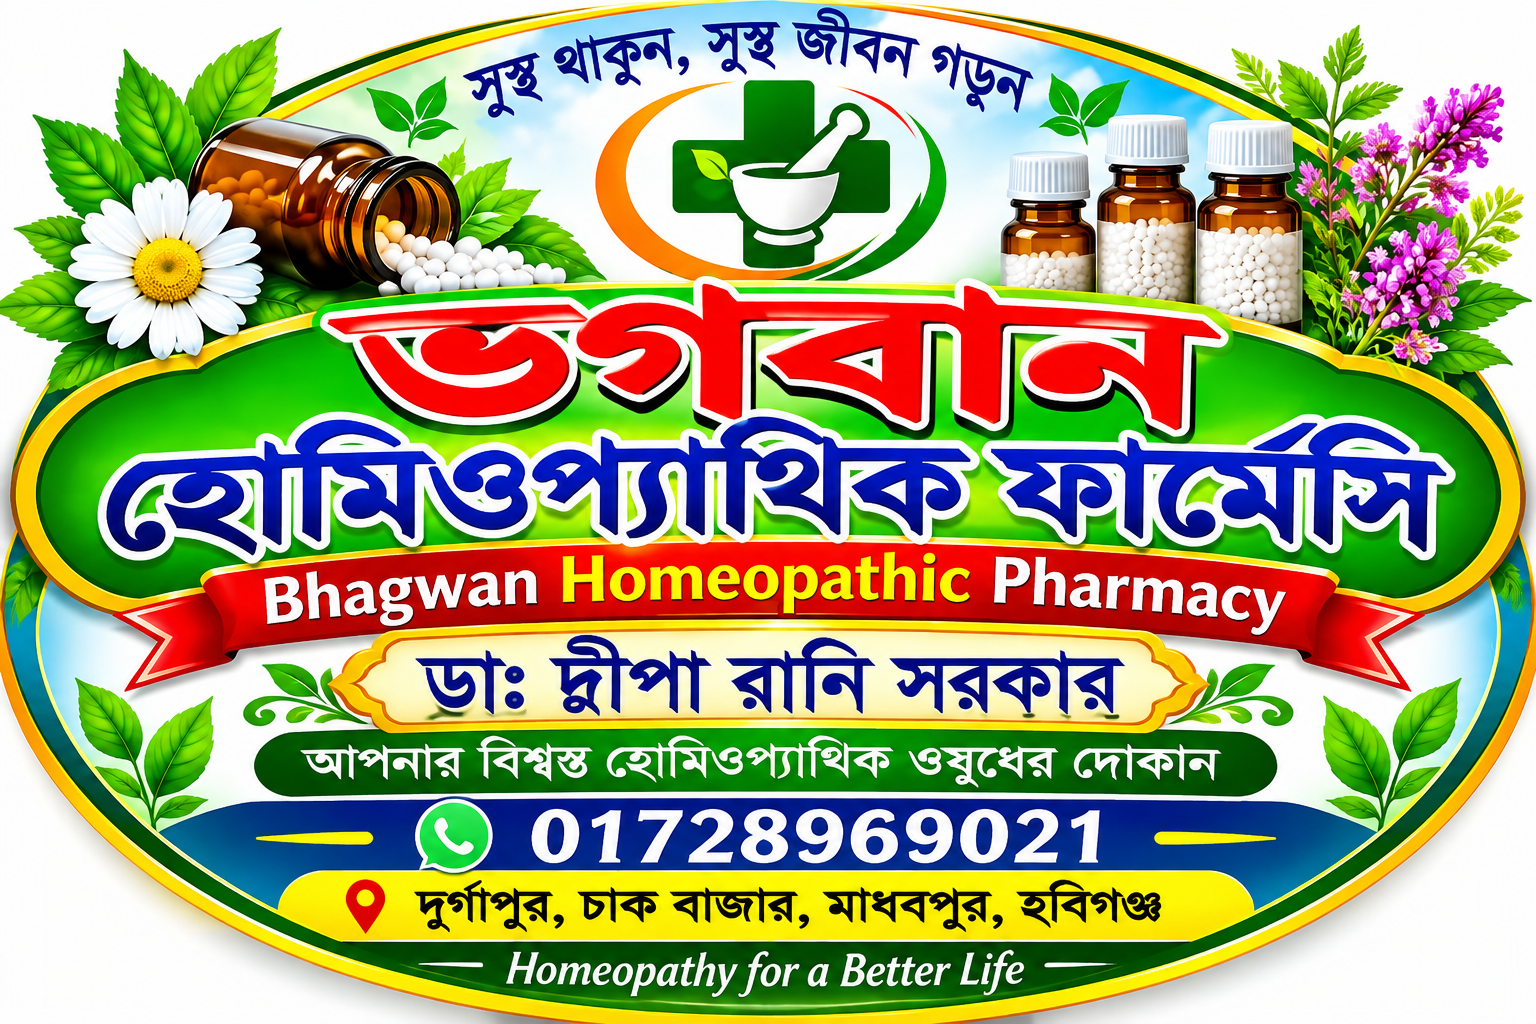 সুস্থ থাকুন, সুস্থ জীবন গড়ুন
ভগবান
হোমিওপ্যাথিক ফার্মেসি
Bhagwan Homeopathic Pharmacy
ডাঃ দ্বীপা রানি সরকার
আপনার বিশ্বস্ত হোমিওপ্যাথিক ওষুধের দোকান
01728969021
দুর্গাপুর, চাক বাজার, মাধবপুর, হবিগঞ্জ
Homeopathy for a Better Life